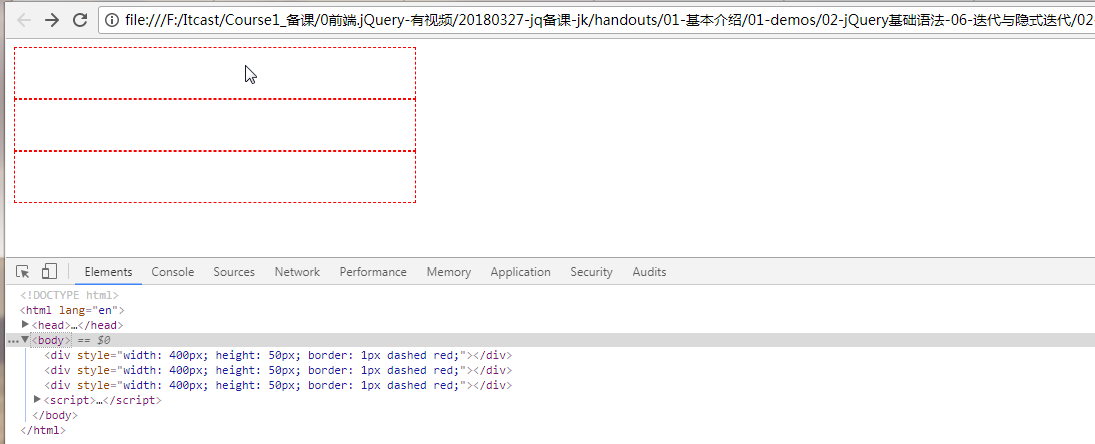 file:///F:/Itcast/Course1_备课/0前端.jQuery-有视频/20180327-jq备课-jk/handouts/01-基本介绍/01-demos/02-jQuery基础语法-06-迭代与隐式迭代/02-
Elements Console Sources Network Performance Memory Application Security Audits
<!DOCTYPE html>
<html lang="en">
<head>…</head>
<body> == $0
<div style="width: 400px; height: 50px; border: 1px dashed red;"></div>
<div style="width: 400px; height: 50px; border: 1px dashed red;"></div>
<div style="width: 400px; height: 50px; border: 1px dashed red;"></div>
<script>…</script>
</body>
</html>